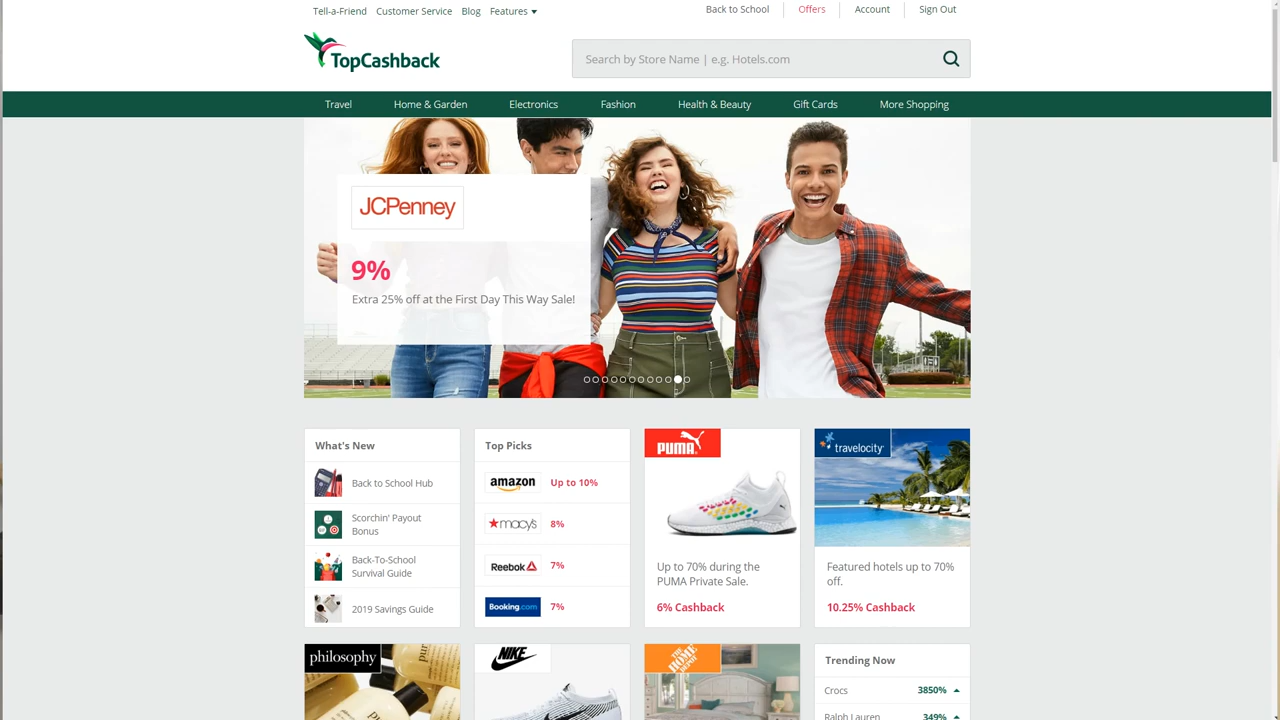 Tell-a-Friend Customer Service Blog Features
Back to School Offers Account Sign Out
TopCashback
Search by Store Name | e.g. Hotels.com
Travel Home & Garden Electronics Fashion Health & Beauty Gift Cards More Shopping
JCPenney
9%
Extra 25% off at the First Day This Way Sale!
What's New
Back to School Hub
Scorchin' Payout
Bonus
Back-To-School
Survival Guide
2019 Savings Guide
Top Picks
amazon Up to 10%
macy's 8%
Reebok 7%
Booking.com 7%
PUMA
Up to 70% during the
PUMA Private Sale.
6% Cashback
travelocity
Featured hotels up to 70%
off.
10.25% Cashback
philosophy
NIKE
THE
HOME
DEPOT
Trending Now
Crocs 3850%
Ralph Lauren 349%